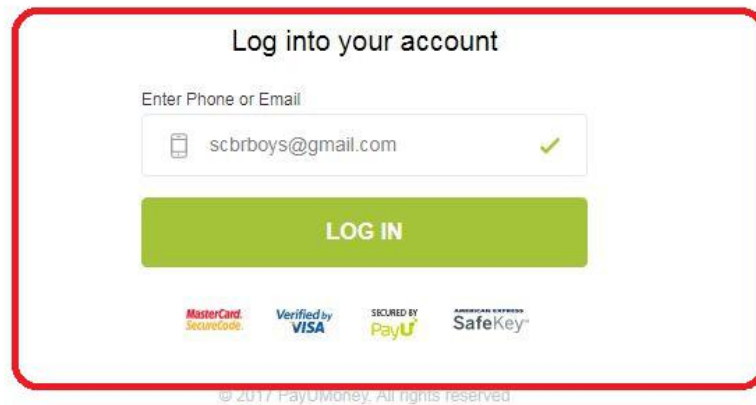 Log into your account
Enter Phone or Email
scbrboys@gmail.com
LOG IN
MasterCard. Verified by SECURED BY AMERICAN EXPRESS
SecureCode. VISA PayU SafeKey
© 2017 PayUMoney. All rights reserved